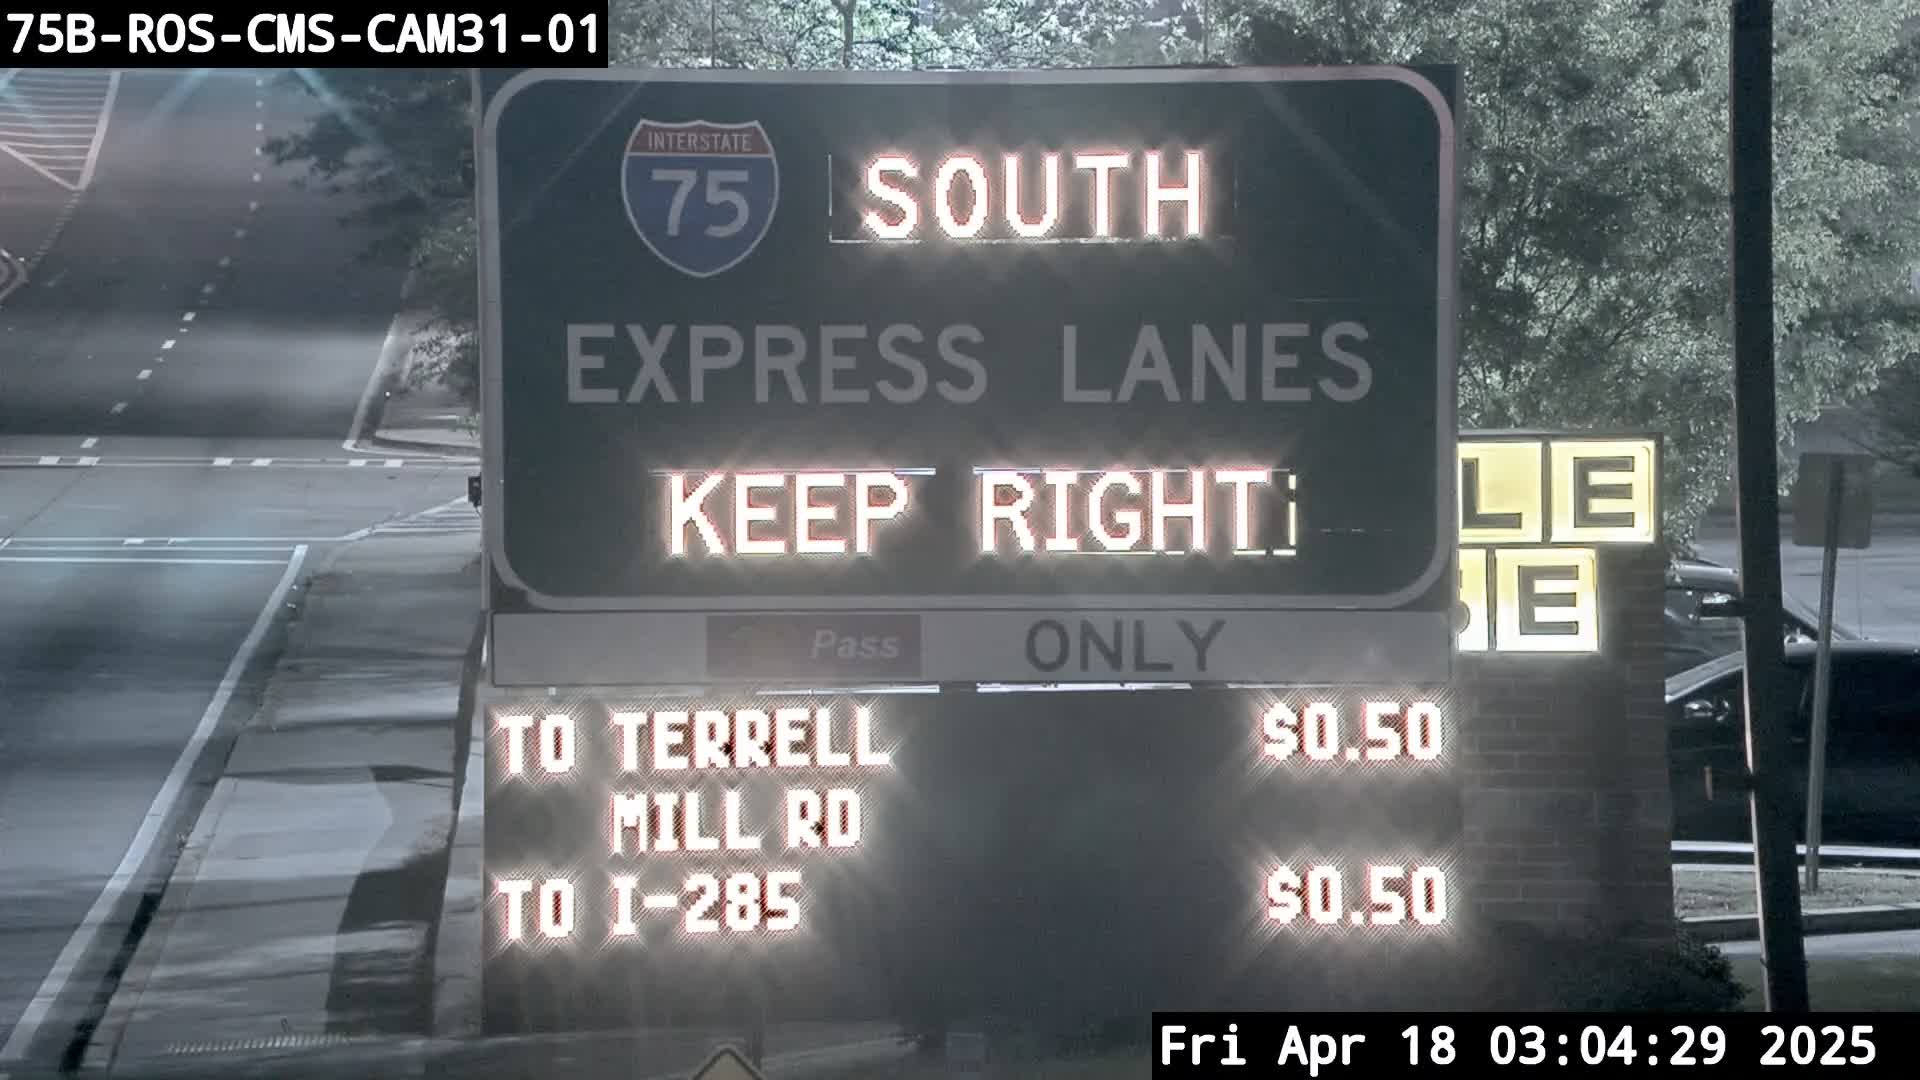 75B-ROS-CMS-CAM31-01
INTERSTATE
75
SOUTH
EXPRESS LANES
KEEP RIGHT
Pass ONLY
TO TERRELL $0.50
MILL RD
TO I-285 $0.50
LE
E
Fri Apr 18 03:04:29 2025